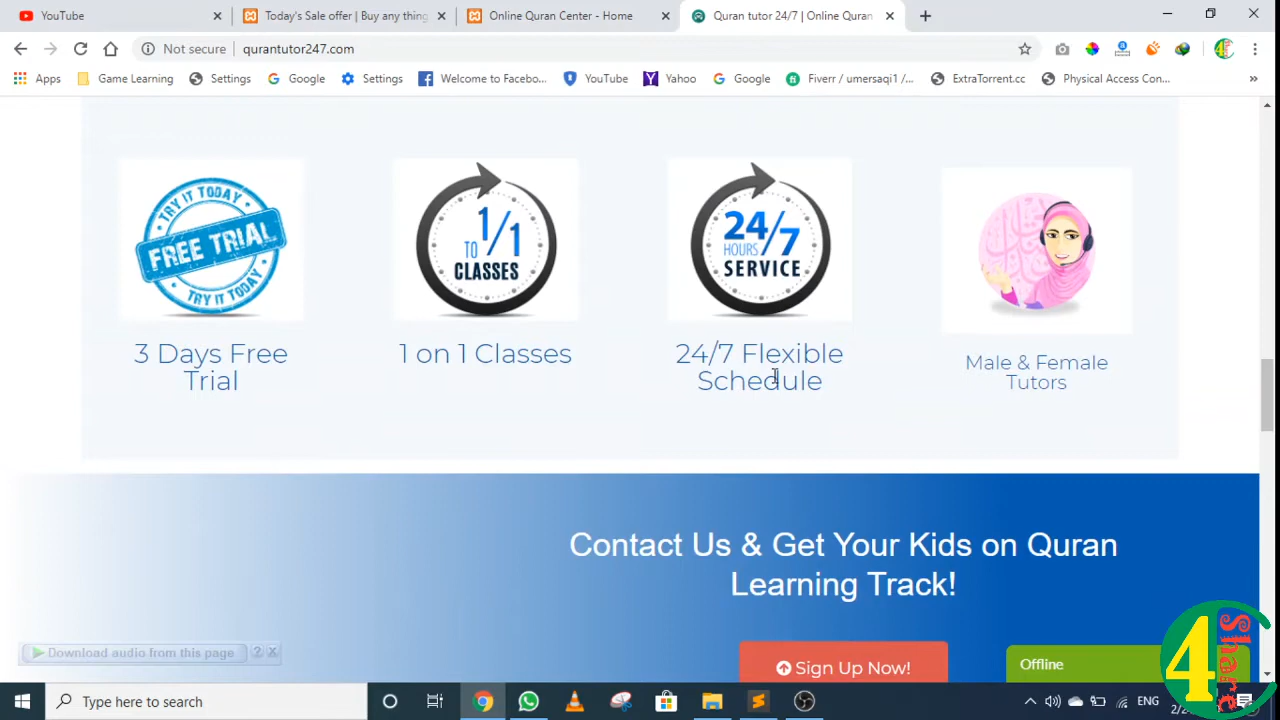 YouTube
Today's Sale offer | Buy any thing
Online Quran Center - Home
Quran tutor 24/7 | Online Quran
Not secure | qurantutor247.com
Apps
Game Learning
Settings
Google
Settings
Welcome to Facebo...
YouTube
Yahoo
Google
Fiverr / umersaqi1 /...
ExtraTorrent.cc
Physical Access Con...
TRY IT TODAY
FREE TRIAL
TRY IT TODAY
1/1
TO
CLASSES
24/7
HOURS
SERVICE
3 Days Free
Trial
1 on 1 Classes
24/7 Flexible
Schedule
Male & Female
Tutors
Contact Us & Get Your Kids on Quran
Learning Track!
Download audio from this page
Sign Up Now!
Offline
4
Share
Type here to search
ENG